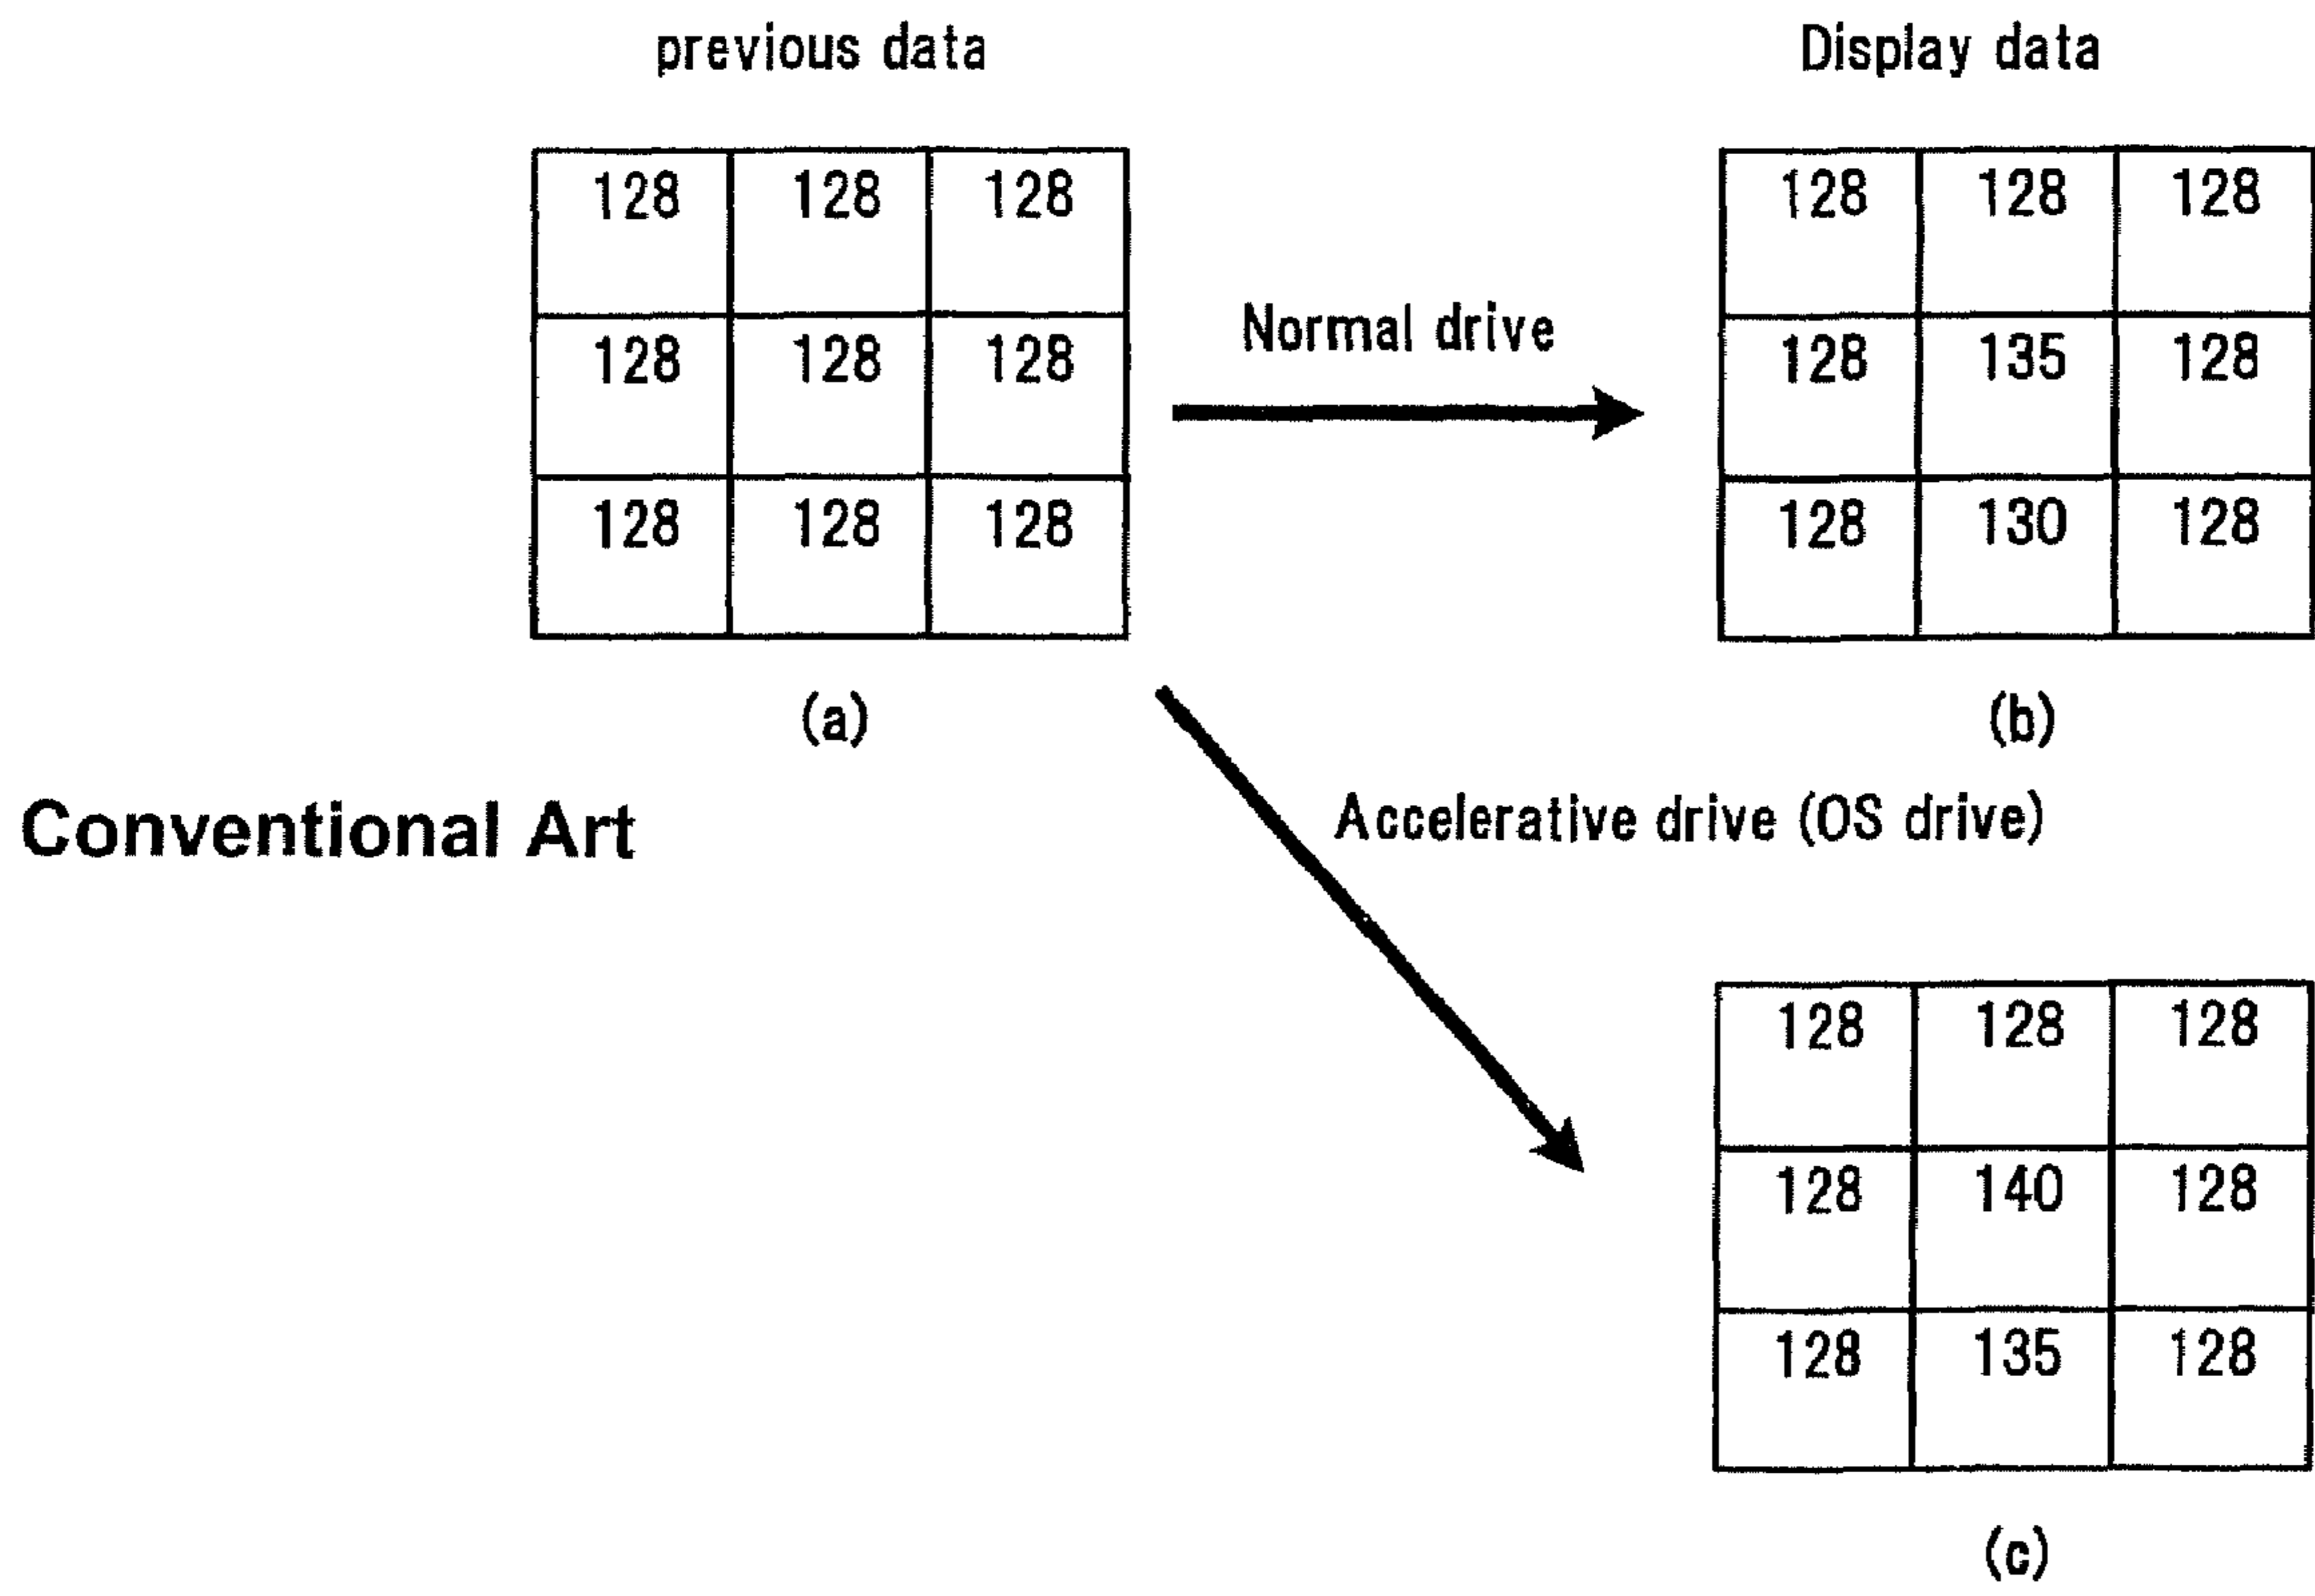 previous data
Display data
128 128 128
128 128 128
128 128 128
(a)
Normal drive
128 128 128
128 135 128
128 130 128
(b)
Conventional Art
Accelerative drive (OS drive)
128 128 128
128 140 128
128 135 128
(c)